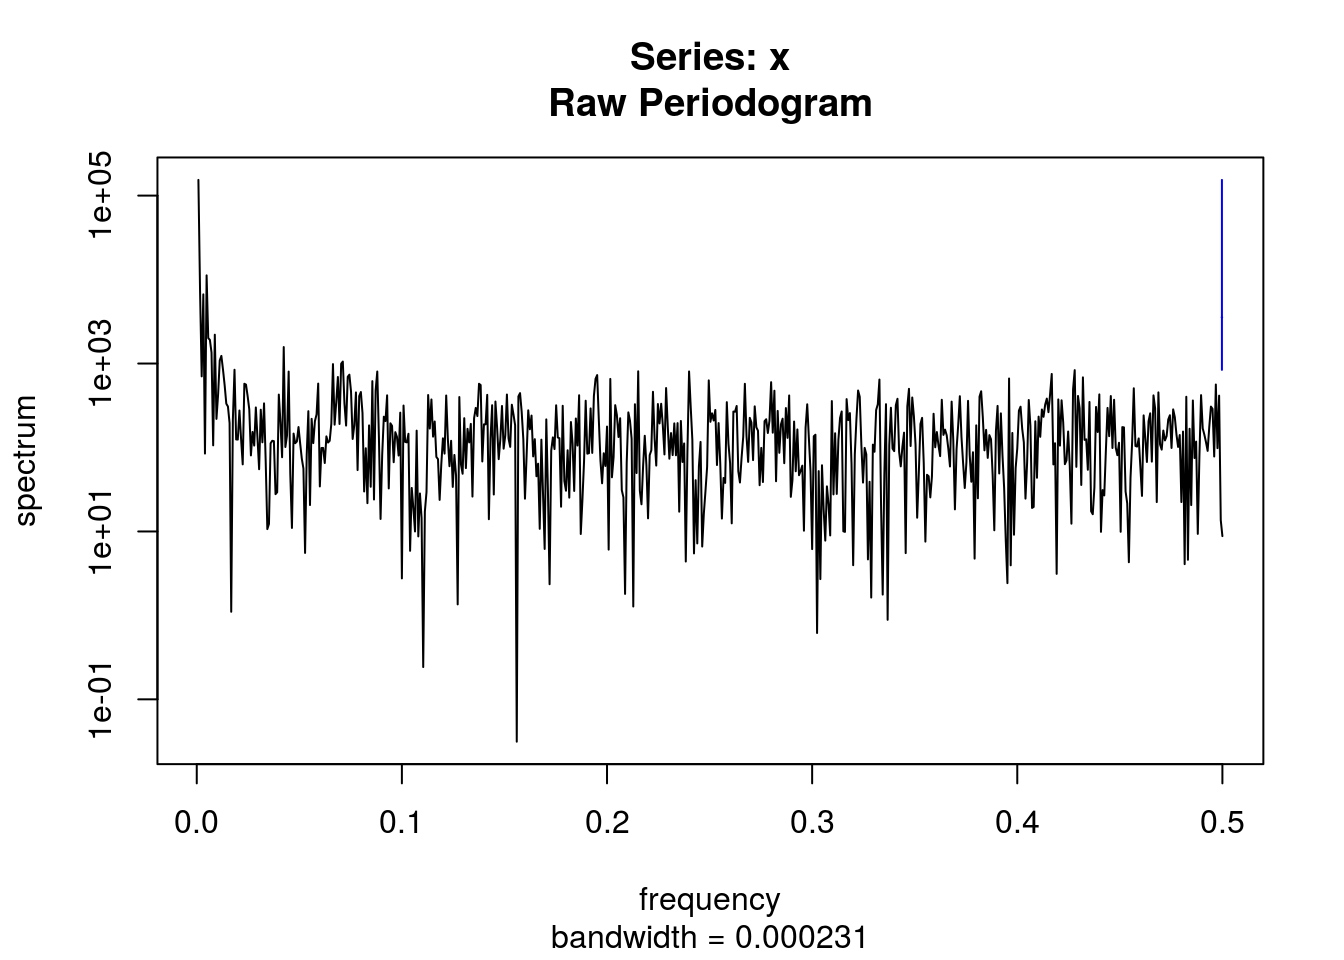 Series: x
Raw Periodogram
spectrum
1e+05
1e+03
1e+01
1e-01
0.0 0.1 0.2 0.3 0.4 0.5
frequency
bandwidth = 0.000231